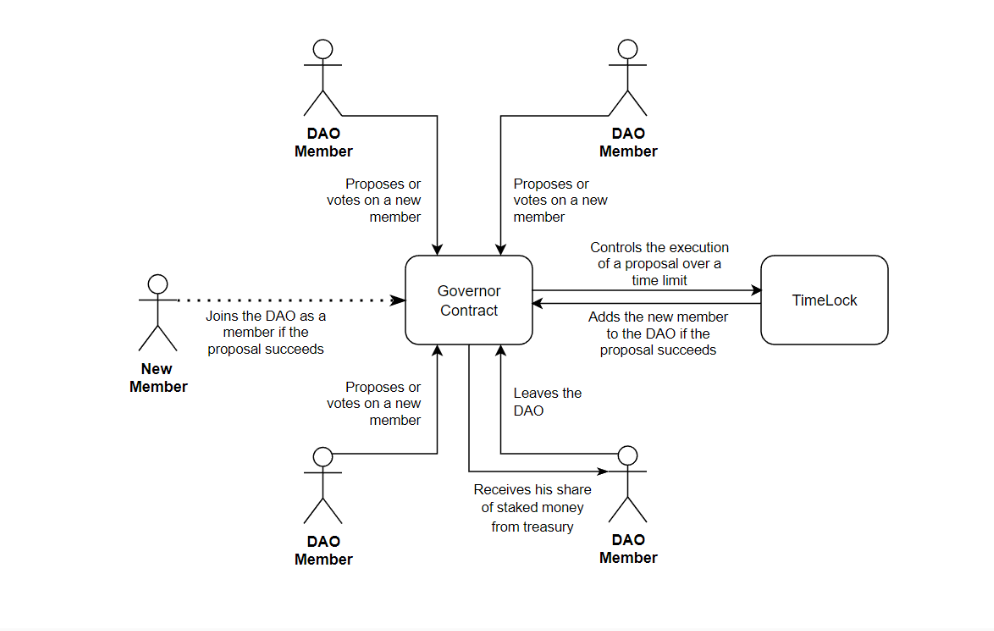 DAO
Member
DAO
Member
Proposes or
votes on a new
member
Proposes or
votes on a new
member
Controls the execution
of a proposal over a
time limit
Governor
Contract
TimeLock
Joins the DAO as a
member if the
proposal succeeds
Adds the new member
to the DAO if the
proposal succeeds
New
Member
Proposes or
votes on a new
member
Leaves the
DAO
Receives his share
of staked money
from treasury
DAO
Member
DAO
Member